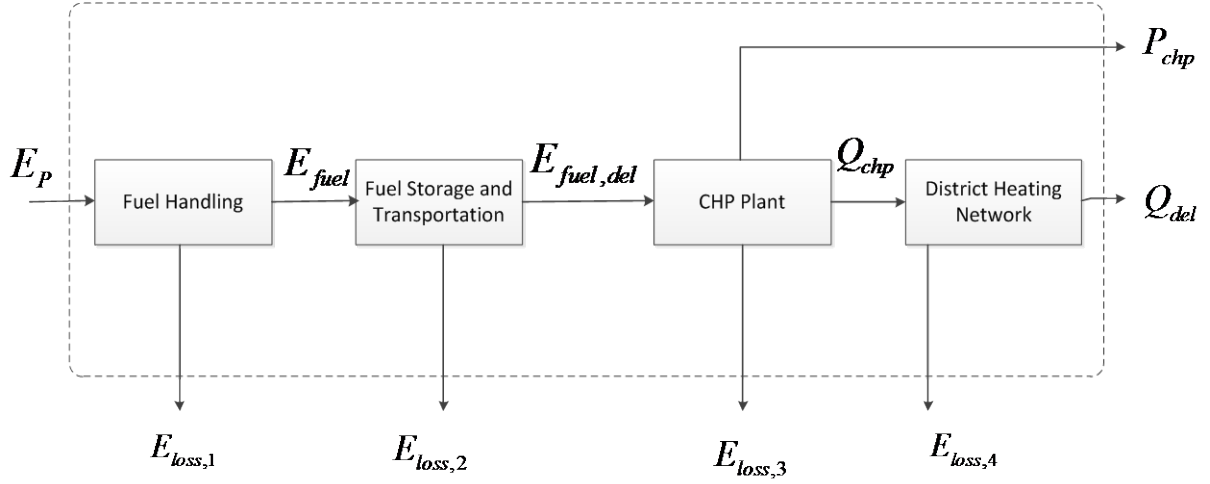 P_chp
E_P
Fuel Handling
E_fuel
Fuel Storage and
Transportation
E_fuel,del
CHP Plant
Q_chp
District Heating
Network
Q_del
E_loss,1
E_loss,2
E_loss,3
E_loss,4